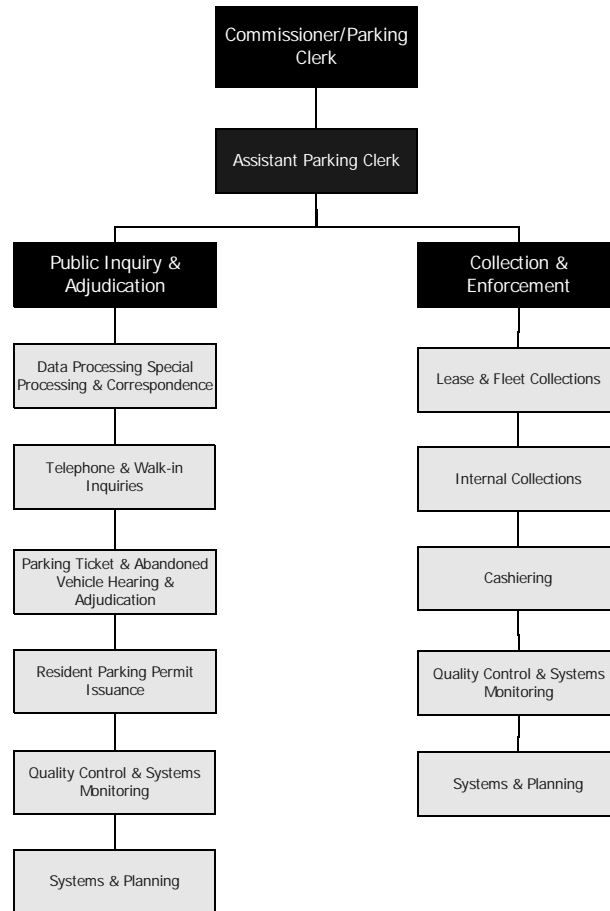 Commissioner/Parking
Clerk
Assistant Parking Clerk
Public Inquiry &
Adjudication
Data Processing Special
Processing & Correspondence
Telephone & Walk-in
Inquiries
Parking Ticket & Abandoned
Vehicle Hearing &
Adjudication
Resident Parking Permit
Issuance
Quality Control & Systems
Monitoring
Systems & Planning
Collection &
Enforcement
Lease & Fleet Collections
Internal Collections
Cashiering
Quality Control & Systems
Monitoring
Systems & Planning